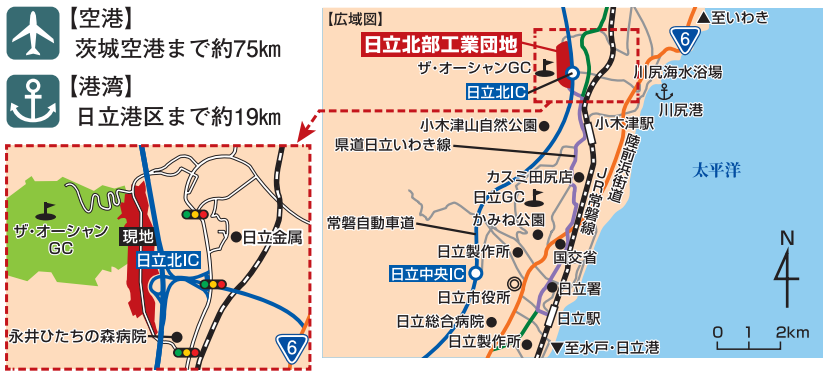 【空港】
茨城空港まで約75km
【港湾】
日立港区まで約19km
ザ・オーシャン
GC
現地
日立北IC
日立金属
永井ひたちの森病院
6
【広域図】
▲至いわき
日立北部工業団地
6
ザ・オーシャンGC
日立北IC
川尻海水浴場
川尻港
小木津山自然公園
小木津駅
県道日立いわき線
陸前浜街道
JR常磐線
太平洋
カスミ田尻店
日立GC
かみね公園
常磐自動車道
日立製作所
国交省
日立中央IC
日立市役所
日立署
日立総合病院
日立駅
日立製作所
▼至水戸・日立港
N
0 1 2km